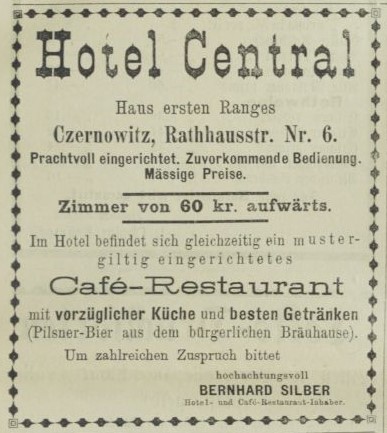 Hotel Central
Haus ersten Ranges
Czernowitz, Rathhausstr. Nr. 6.
Prachtvoll eingerichtet. Zuvorkommende Bedienung.
Mässige Preise.
Zimmer von 60 kr. aufwärts.
Im Hotel befindet sich gleichzeitig ein muster-
giltig eingerichtetes
Café-Restaurant
mit vorzüglicher Küche und besten Getränken
(Pilsner-Bier aus dem bürgerlichen Bräuhause).
Um zahlreichen Zuspruch bittet
hochachtungsvoll
BERNHARD SILBER
Hotel- und Café-Restaurant-Inhaber.